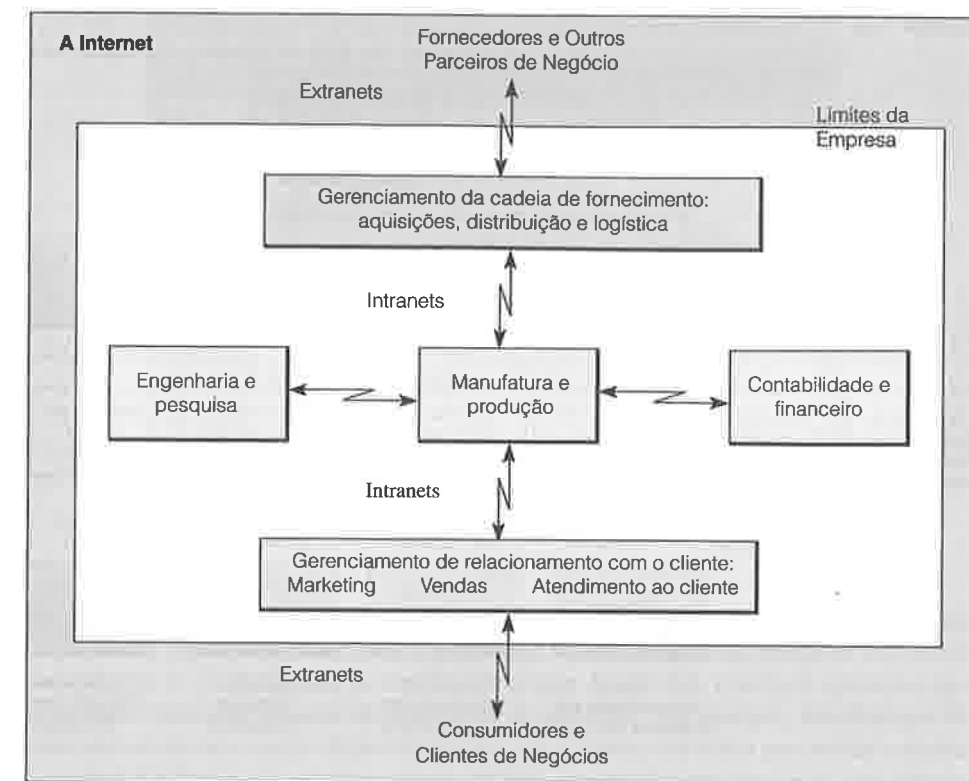 A Internet
Fornecedores e Outros
Parceiros de Negócio
Extranets
Limites da
Empresa
Gerenciamento da cadeia de fornecimento:
aquisições, distribuição e logística
Intranets
Engenharia e
pesquisa
Manufatura e
produção
Contabilidade e
financeiro
Intranets
Gerenciamento de relacionamento com o cliente:
Marketing Vendas Atendimento ao cliente
Extranets
Consumidores e
Clientes de Negócios